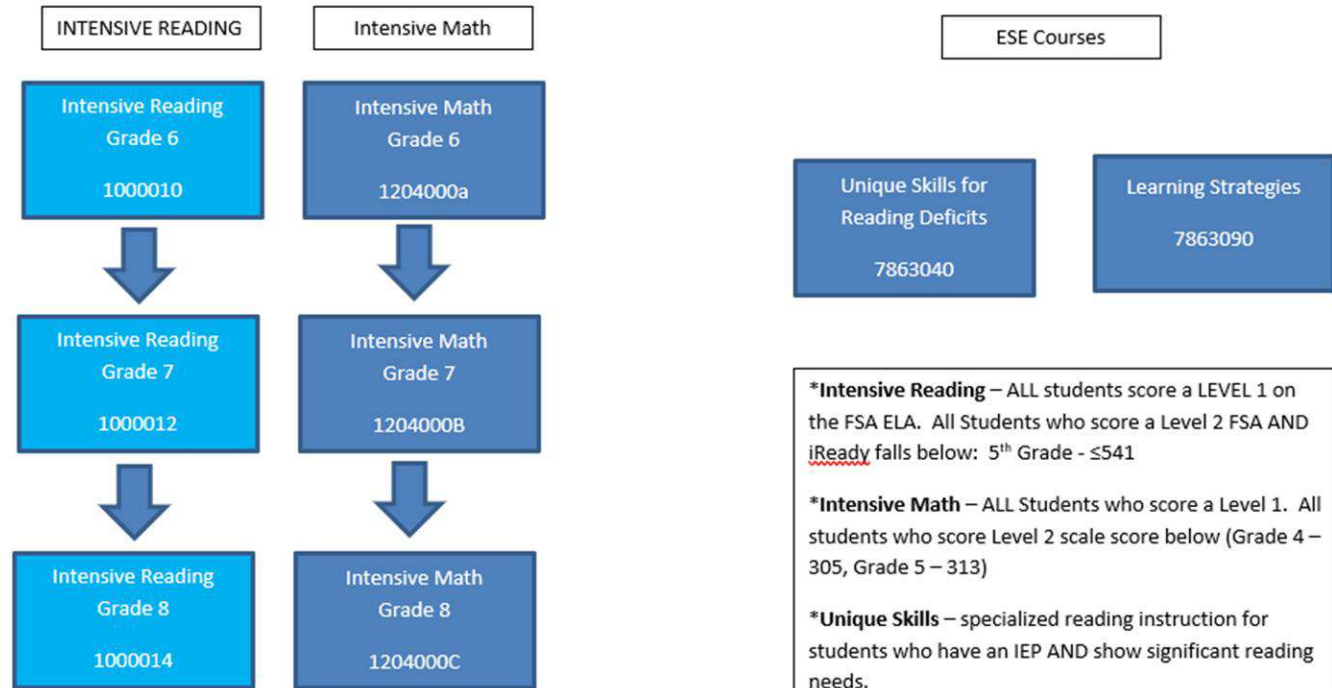 INTENSIVE READING
Intensive Reading
Grade 6
1000010
Intensive Reading
Grade 7
1000012
Intensive Reading
Grade 8
1000014
Intensive Math
Intensive Math
Grade 6
1204000a
Intensive Math
Grade 7
1204000B
Intensive Math
Grade 8
1204000C
ESE Courses
Unique Skills for
Reading Deficits
7863040
Learning Strategies
7863090
*Intensive Reading – ALL students score a LEVEL 1 on
the FSA ELA.  All Students who score a Level 2 FSA AND
iReady falls below:  5th Grade - ≤541
*Intensive Math – ALL Students who score a Level 1.  All
students who score Level 2 scale score below (Grade 4 –
305, Grade 5 – 313)
*Unique Skills – specialized reading instruction for
students who have an IEP AND show significant reading
needs.